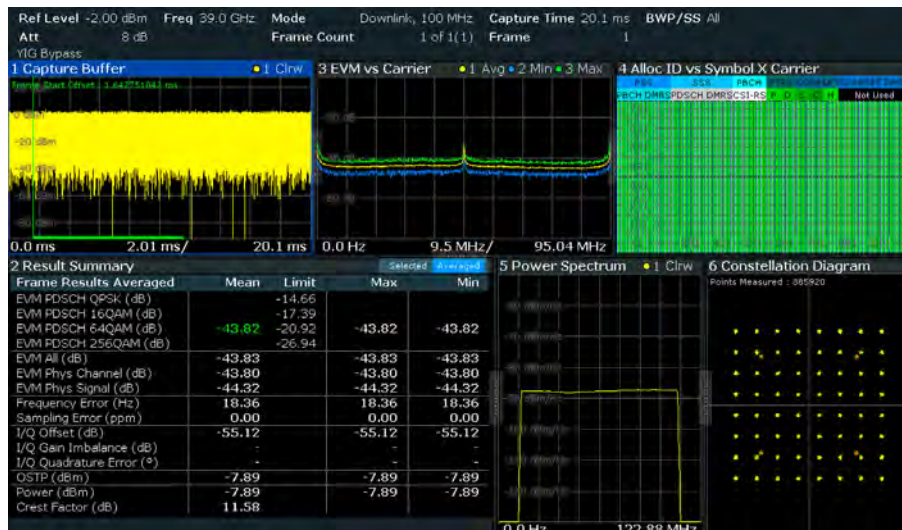 Ref Level -2.00 dBm Freq 39.0 GHz Mode Downlink, 100 MHz Capture Time 20.1 ms BWP/SS All
Att 8 dB Frame Count 1 of 1(1) Frame 1
YIG Bypass
1 Capture Buffer 1 Clrw
Frame Start Offset : 1.642751042 ms
0.0 ms 2.01 ms/ 20.1 ms
3 EVM vs Carrier 1 Avg 2 Min 3 Max
0.0 Hz 9.5 MHz/ 95.04 MHz
4 Alloc ID vs Symbol X Carrier
PSS SSS PBCH
PBCH DMRS PDSCH DMRS CSI-RS Not Used
2 Result Summary Selected Averaged
Frame Results Averaged Mean Limit Max Min
EVM PDSCH QPSK (dB) -14.66
EVM PDSCH 16QAM (dB) -17.39
EVM PDSCH 64QAM (dB) -43.82 -20.92 -43.82 -43.82
EVM PDSCH 256QAM (dB) -26.94
EVM All (dB) -43.83 -43.83 -43.83
EVM Phys Channel (dB) -43.80 -43.80 -43.80
EVM Phys Signal (dB) -44.32 -44.32 -44.32
Frequency Error (Hz) 18.36 18.36 18.36
Sampling Error (ppm) 0.00 0.00 0.00
I/Q Offset (dB) -55.12 -55.12 -55.12
I/Q Gain Imbalance (dB) - - -
I/Q Quadrature Error (°) - - -
OSTP (dBm) -7.89 -7.89 -7.89
Power (dBm) -7.89 -7.89 -7.89
Crest Factor (dB) 11.58
5 Power Spectrum 1 Clrw
0.0 Hz 122.88 MHz
6 Constellation Diagram
Points Measured : 885920